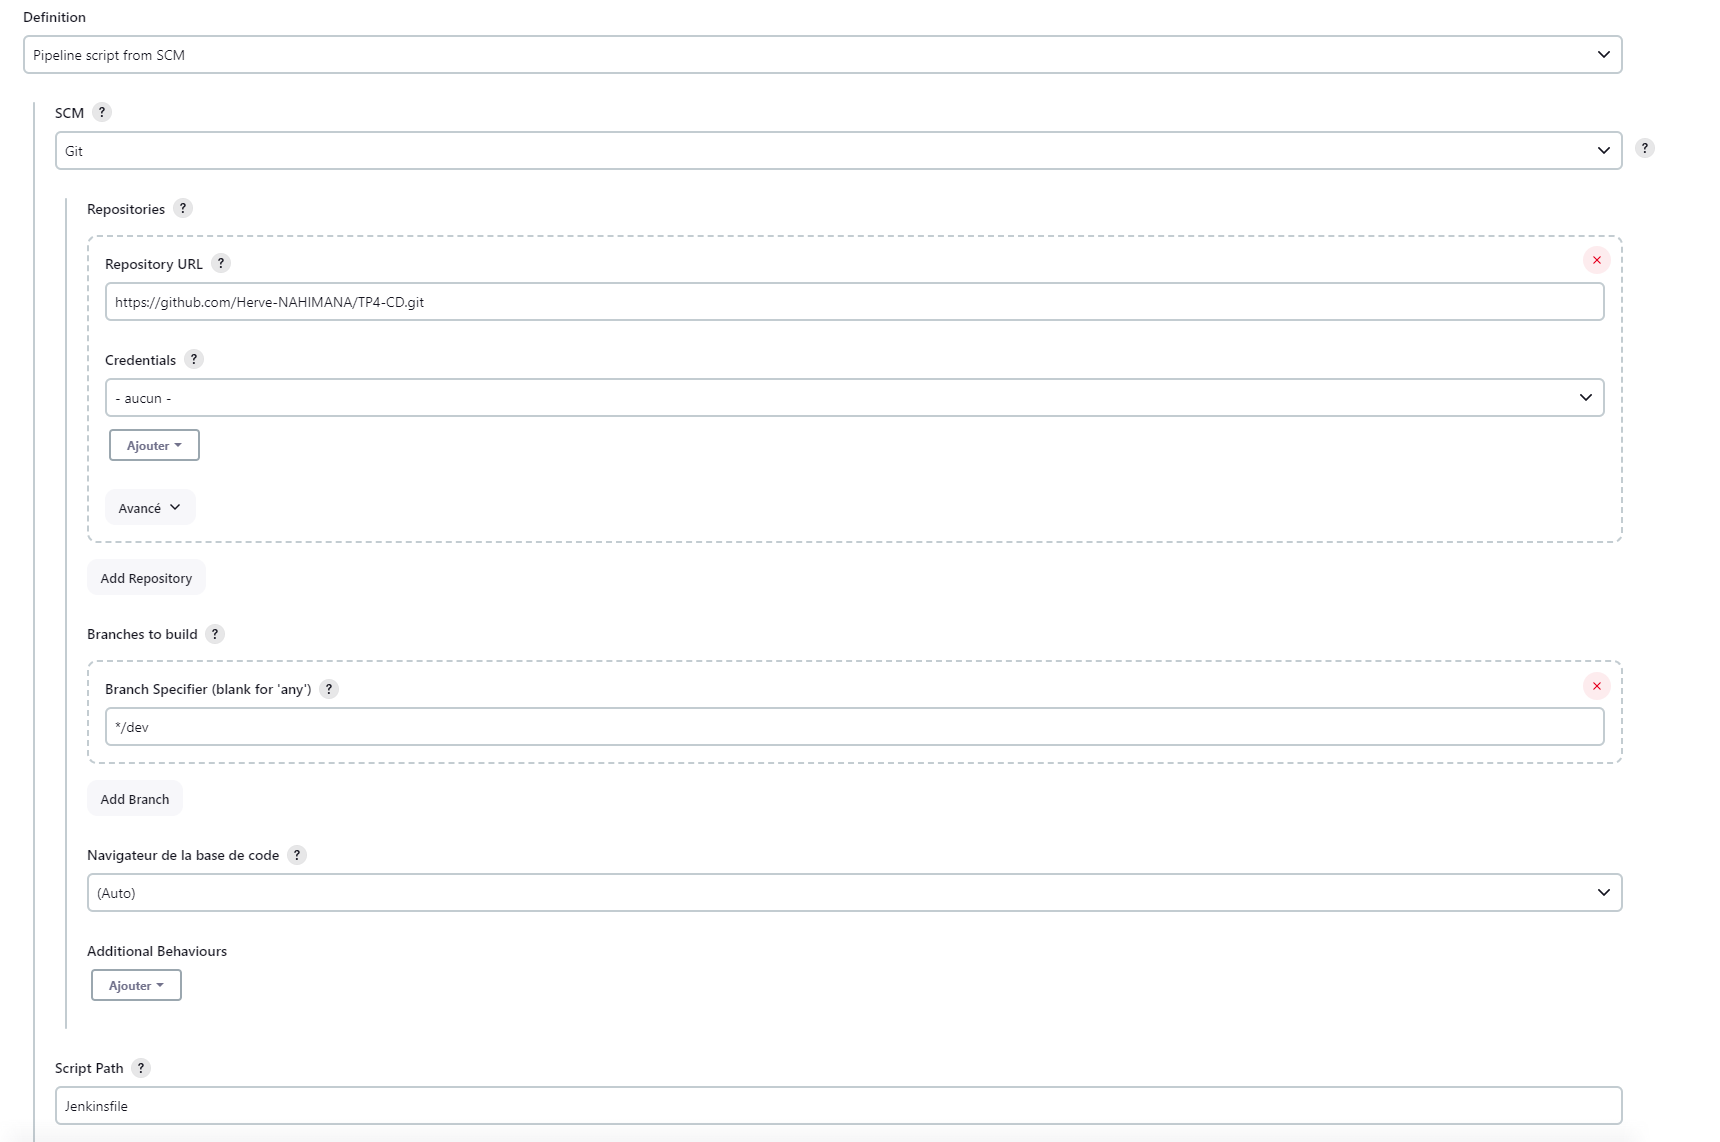 Definition
Pipeline script from SCM
SCM ?
Git
?
Repositories ?
Repository URL ?
https://github.com/Herve-NAHIMANA/TP4-CD.git
Credentials ?
- aucun -
Ajouter
Avancé
Add Repository
Branches to build ?
Branch Specifier (blank for 'any') ?
*/dev
Add Branch
Navigateur de la base de code ?
(Auto)
Additional Behaviours
Ajouter
Script Path ?
Jenkinsfile